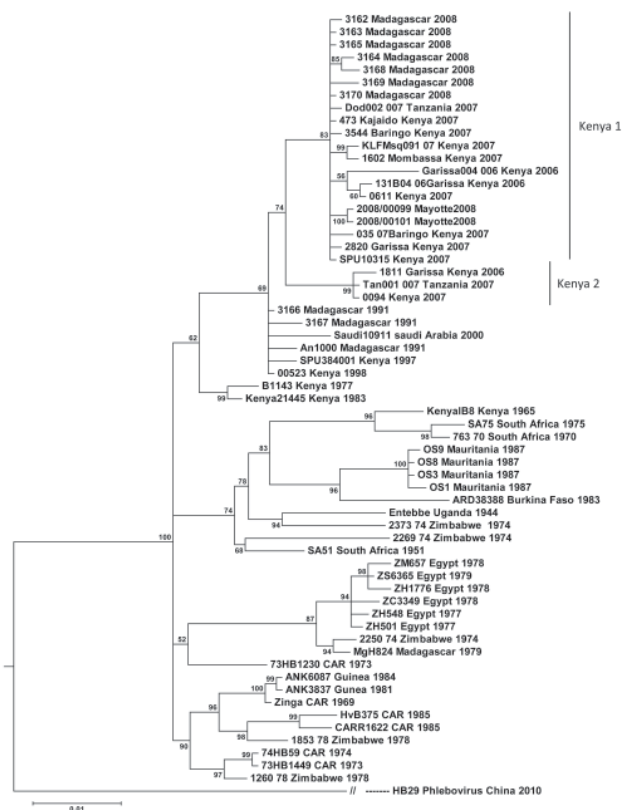 3162 Madagascar 2008
3163 Madagascar 2008
3165 Madagascar 2008
85
3164 Madagascar 2008
3168 Madagascar 2008
3169 Madagascar 2008
3170 Madagascar 2008
Dod002 007 Tanzania 2007
473 Kajaido Kenya 2007
Kenya 1
83
3544 Baringo Kenya 2007
99
KLFMsq091 07 Kenya 2007
1602 Mombassa Kenya 2007
56
Garissa004 006 Kenya 2006
131B04 06Garissa Kenya 2006
60
0611 Kenya 2007
74
2008/00099 Mayotte2008
100
2008/00101 Mayotte2008
035 07Baringo Kenya 2007
2820 Garissa Kenya 2007
SPU10315 Kenya 2007
1811 Garissa Kenya 2006
99
Tan001 007 Tanzania 2007
Kenya 2
0094 Kenya 2007
69
3166 Madagascar 1991
3167 Madagascar 1991
Saudi10911 saudi Arabia 2000
62
An1000 Madagascar 1991
SPU384001 Kenya 1997
00523 Kenya 1998
B1143 Kenya 1977
99
Kenya21445 Kenya 1983
96
KenyaIB8 Kenya 1965
SA75 South Africa 1975
98
763 70 South Africa 1970
83
OS9 Mauritania 1987
100
OS8 Mauritania 1987
OS3 Mauritania 1987
70
96
OS1 Mauritania 1987
ARD38388 Burkina Faso 1983
74
Entebbe Uganda 1944
94
2373 74 Zimbabwe 1974
2269 74 Zimbabwe 1974
100
68
SA51 South Africa 1951
ZM657 Egypt 1978
98
ZS6365 Egypt 1979
ZH1776 Egypt 1978
94
ZC3349 Egypt 1978
ZH548 Egypt 1977
87
ZH501 Egypt 1977
52
2250 74 Zimbabwe 1974
94
MgH824 Madagascar 1979
73HB1230 CAR 1973
99
ANK6087 Guinea 1984
100
ANK3837 Gunea 1981
Zinga CAR 1969
96
99
HvB375 CAR 1985
CARR1622 CAR 1985
98
1853 78 Zimbabwe 1978
90
99
74HB59 CAR 1974
73HB1449 CAR 1973
97
1260 78 Zimbabwe 1978
// ------- HB29 Phlebovirus China 2010
0.01